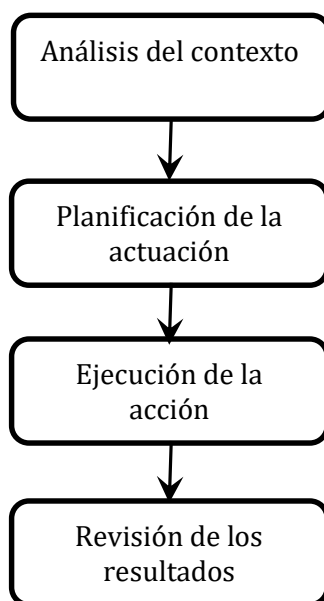 Análisis del contexto
Planificación de la
actuación
Ejecución de la
acción
Revisión de los
resultados